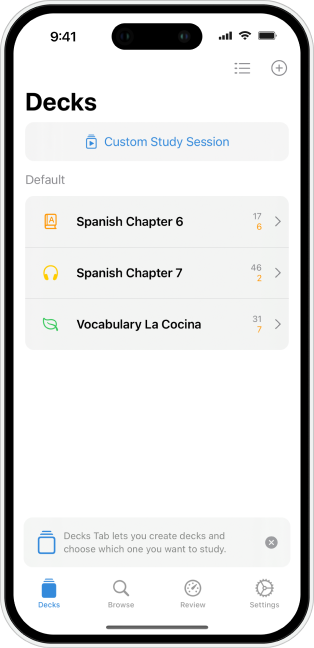 9:41
Decks
Custom Study Session
Default
A
Spanish Chapter 6
17
6
Spanish Chapter 7
46
2
Vocabulary La Cocina
31
7
Decks Tab lets you create decks and
choose which one you want to study.
Decks
Browse
Review
Settings